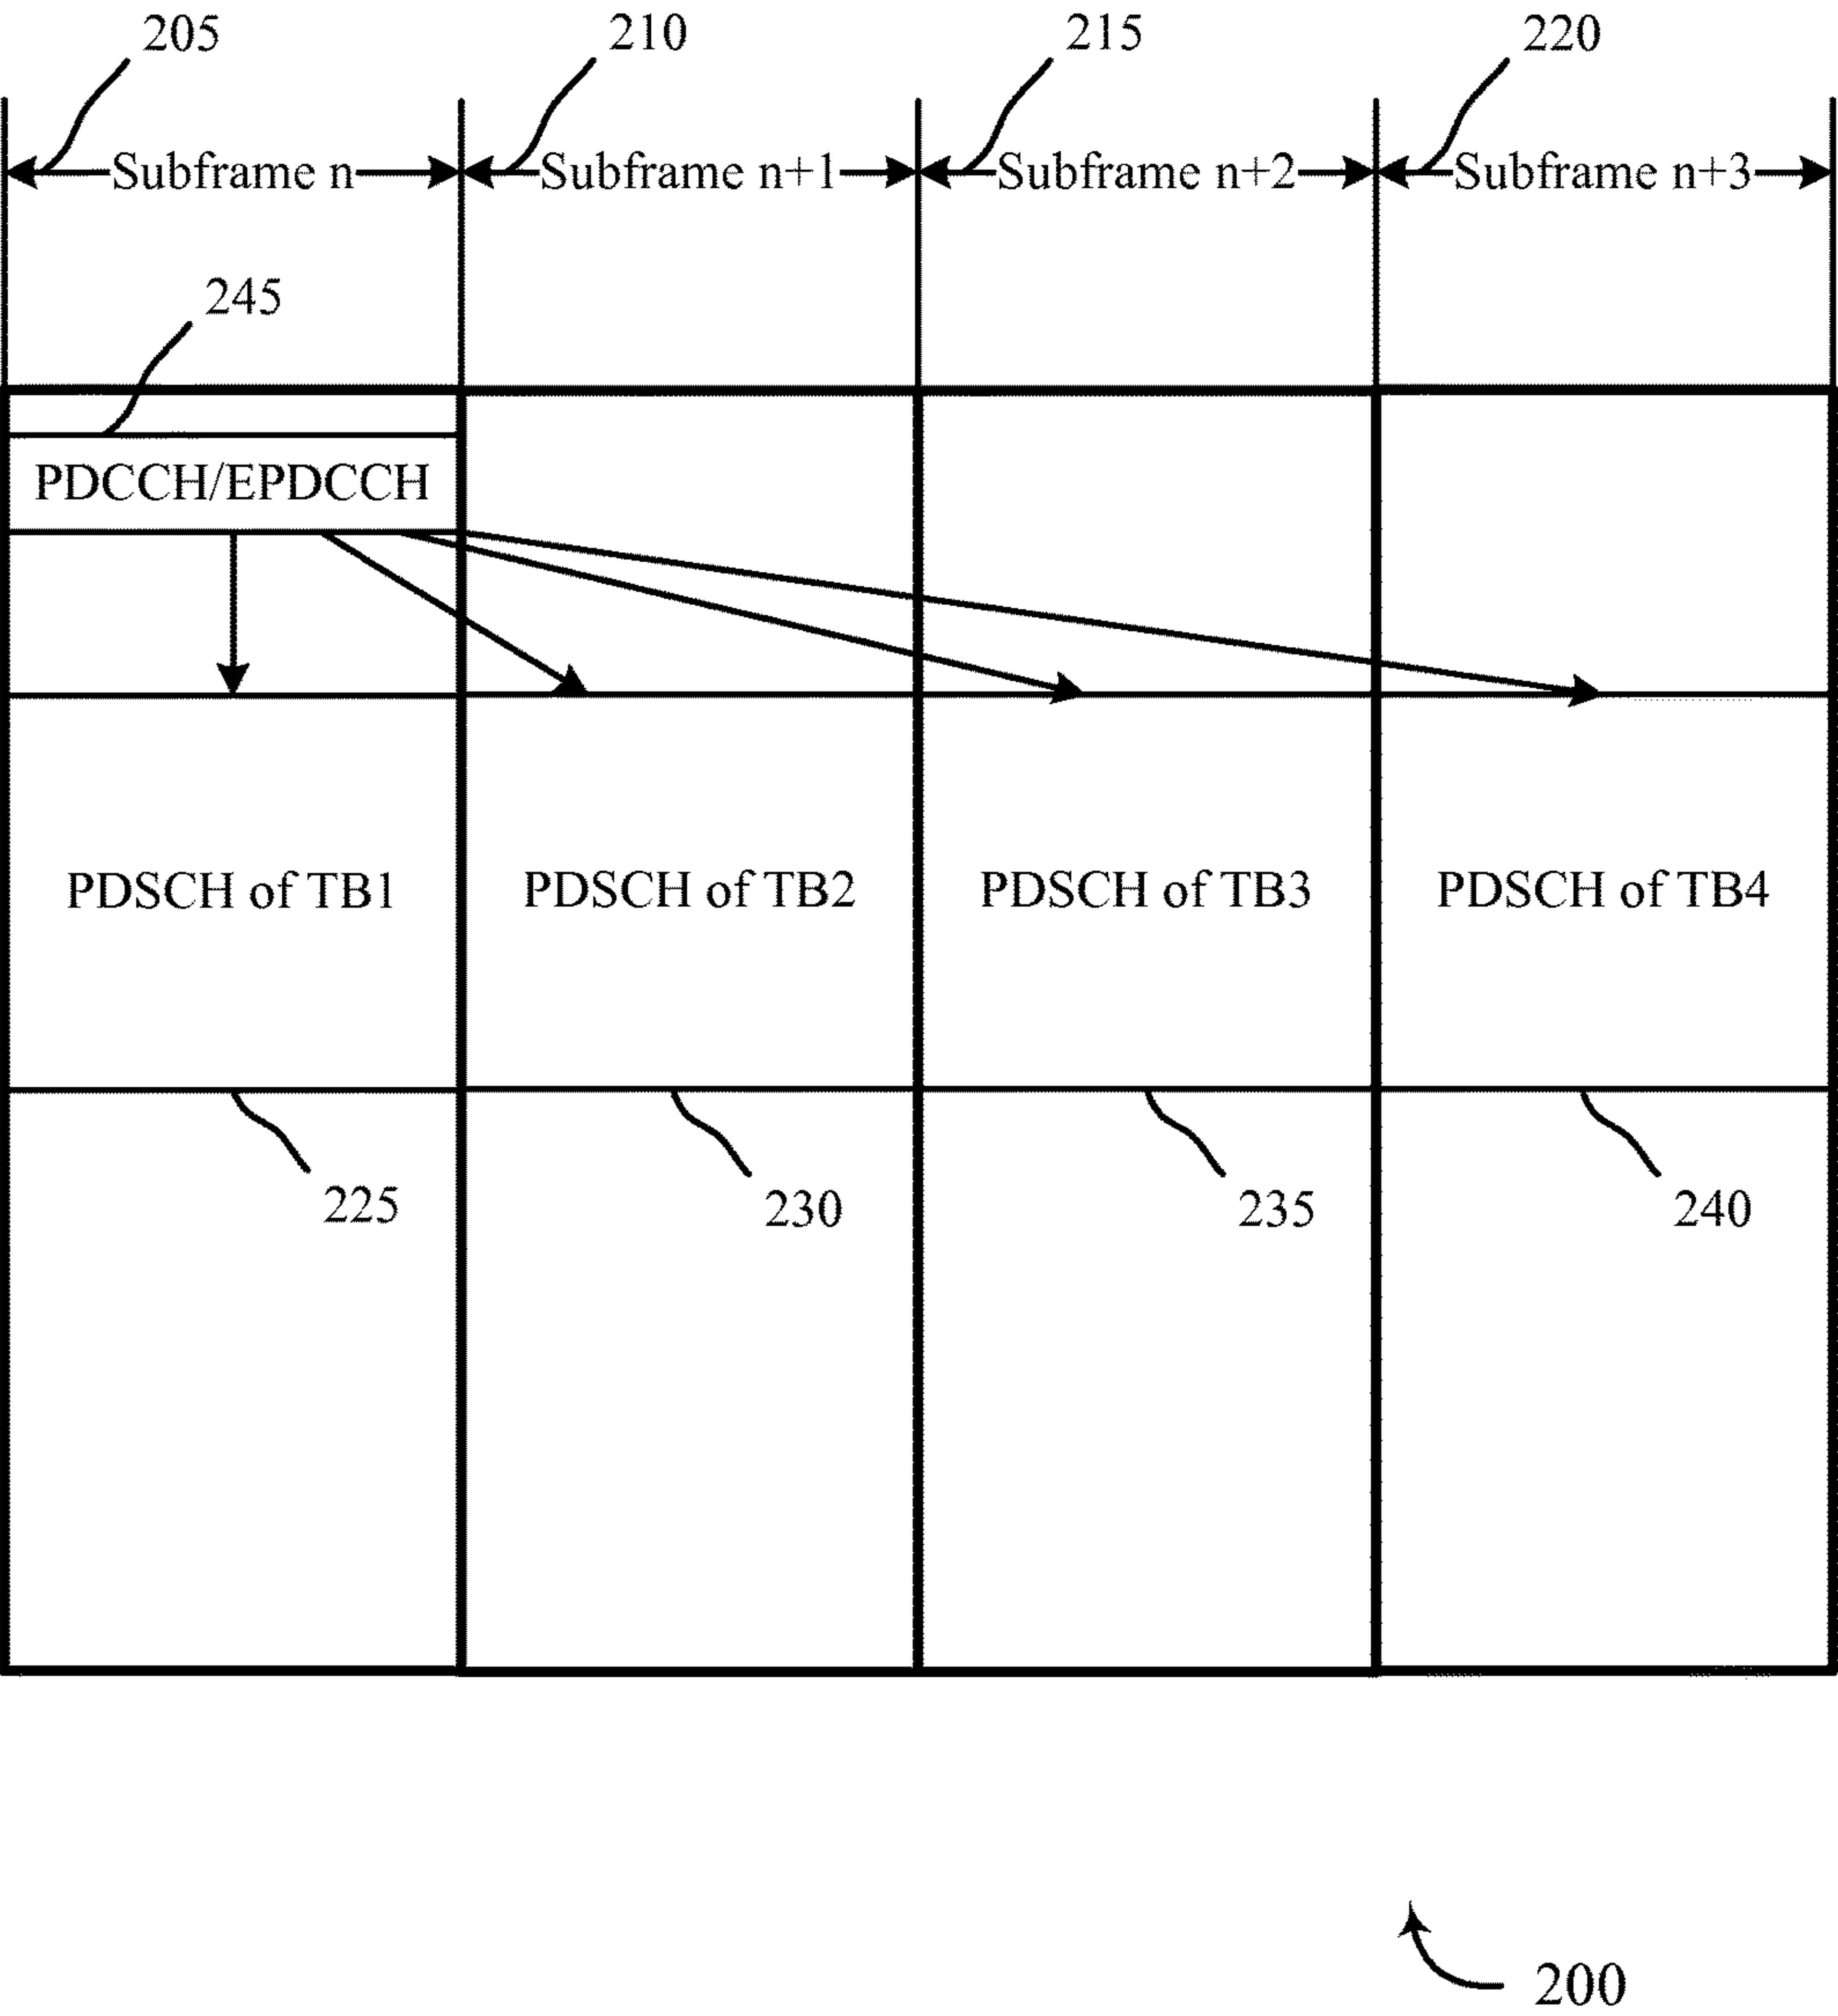 205
210
215
220
Subframe n
Subframe n+1
Subframe n+2
Subframe n+3
245
PDCCH/EPDCCH
PDSCH of TB1
PDSCH of TB2
PDSCH of TB3
PDSCH of TB4
225
230
235
240
200